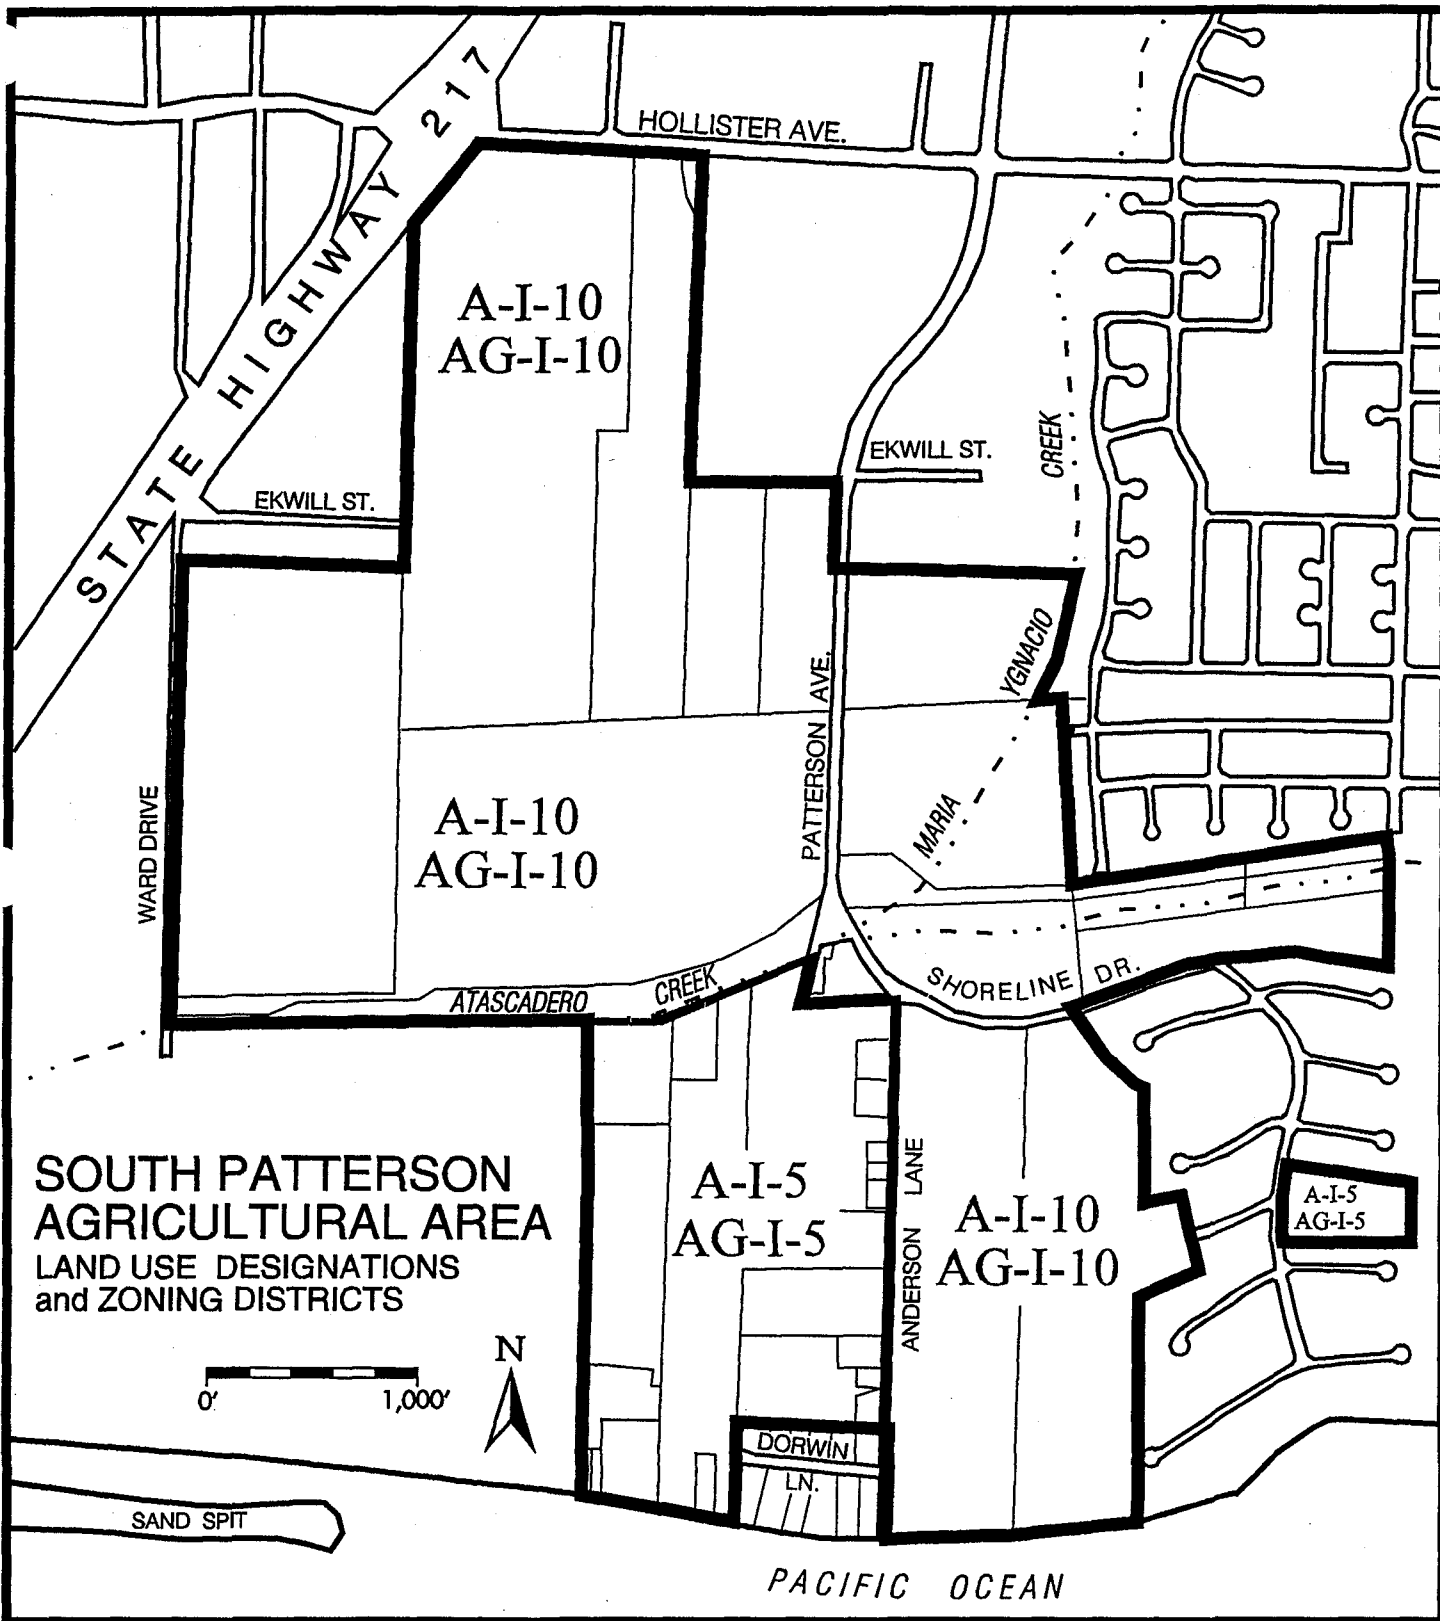 STATE HIGHWAY 217
HOLLISTER AVE.
A-I-10
AG-I-10
EKWILL ST.
CREEK
EKWILL ST.
YGNACIO
PATTERSON AVE.
MARIA
WARD DRIVE
A-I-10
AG-I-10
SHORELINE DR.
ATASCADERO CREEK
SOUTH PATTERSON
AGRICULTURAL AREA
LAND USE DESIGNATIONS
and ZONING DISTRICTS
A-I-5
AG-I-5
ANDERSON LANE
A-I-10
AG-I-10
A-I-5
AG-I-5
N
0' 1,000'
DORWIN
LN.
SAND SPIT
PACIFIC OCEAN